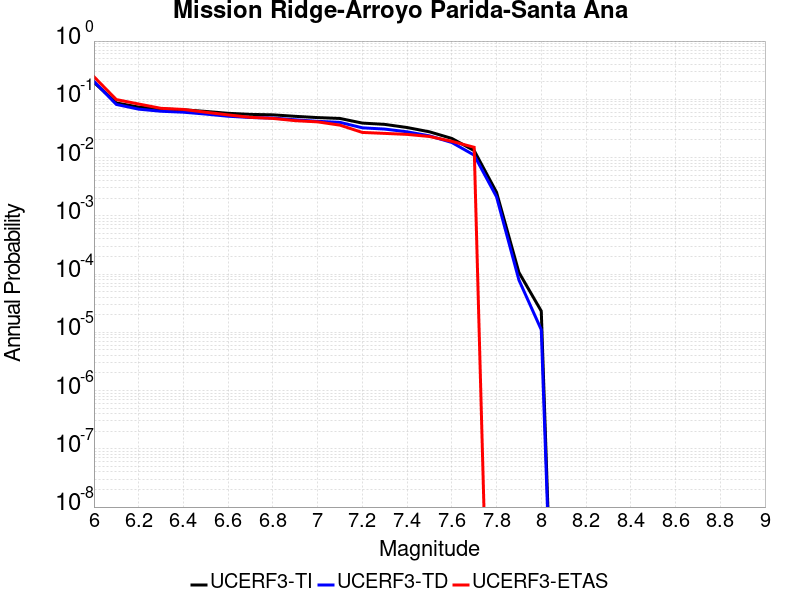 Mission Ridge-Arroyo Parida-Santa Ana
10^0
10^-1
10^-2
10^-3
10^-4
10^-5
10^-6
10^-7
10^-8
Annual Probability
6 6.2 6.4 6.6 6.8 7 7.2 7.4 7.6 7.8 8 8.2 8.4 8.6 8.8 9
Magnitude
UCERF3-TI UCERF3-TD UCERF3-ETAS